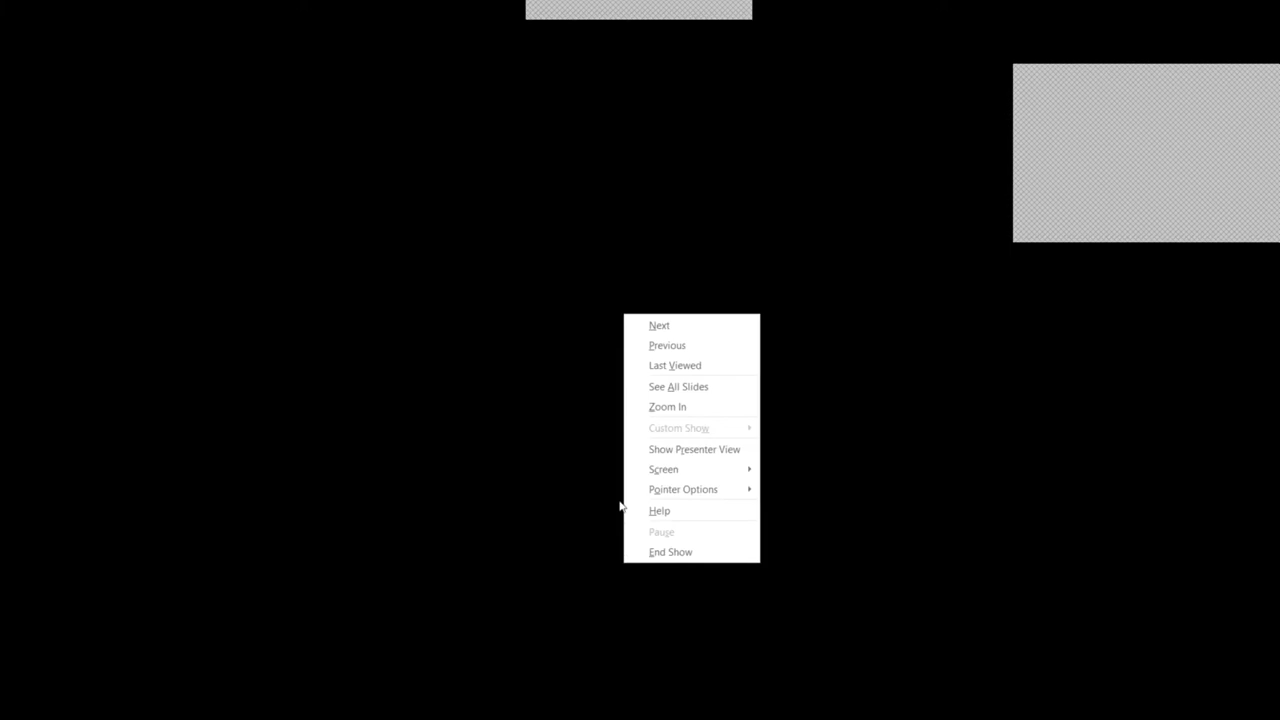 Next
Previous
Last Viewed
See All Slides
Zoom In
Custom Show
Show Presenter View
Screen
Pointer Options
Help
Pause
End Show